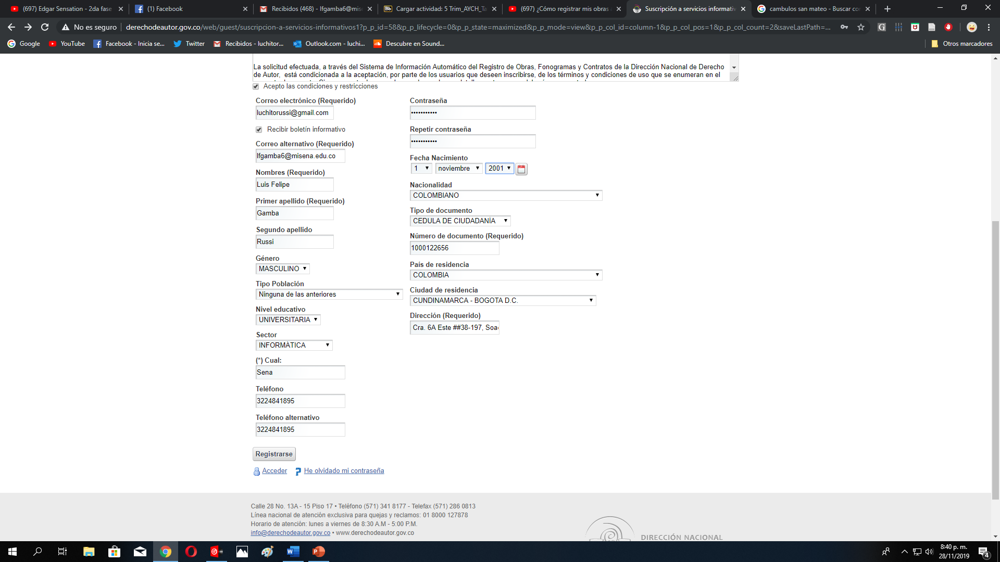 (697) Edgar Sensation - 2da fase
(1) Facebook
Recibidos (468) - lfgamba6@mise
Cargar actividad: 5 Trim_AYCH_Ta
(697) ¿Cómo registrar mis obras a
Suscripción a servicios informativ
cambulos san mateo - Buscar co
No es seguro
derechodeautor.gov.co/web/guest/suscripcion-a-servicios-informativos1?p_p_id=58&p_p_lifecycle=0&p_p_state=maximized&p_p_mode=view&p_p_col_id=column-1&p_p_col_pos=1&p_p_col_count=2&saveLastPath=...
Google
YouTube
Facebook - Inicia se...
Twitter
Recibidos - luchitor...
Outlook.com - luchi...
Descubre en Sound...
Otros marcadores
La solicitud efectuada, a través del Sistema de Información Automático del Registro de Obras, Fonogramas y Contratos de la Dirección Nacional de Derecho
de Autor, está condicionada a la aceptación, por parte de los usuarios que deseen inscribirse, de los términos y condiciones de uso que se enumeran en el
Acepto las condiciones y restricciones
Correo electrónico (Requerido)
luchitorussi@gmail.com
Recibir boletín informativo
Correo alternativo (Requerido)
lfgamba6@misena.edu.co
Nombres (Requerido)
Luis Felipe
Primer apellido (Requerido)
Gamba
Segundo apellido
Russi
Género
MASCULINO
Tipo Población
Ninguna de las anteriores
Nivel educativo
UNIVERSITARIA
Sector
INFORMÁTICA
(*) Cual:
Sena
Teléfono
3224841895
Teléfono alternativo
3224841895
Contraseña
•••••••••••
Repetir contraseña
•••••••••••
Fecha Nacimiento
1 noviembre 2001
Nacionalidad
COLOMBIANO
Tipo de documento
CEDULA DE CIUDADANÍA
Número de documento (Requerido)
1000122656
País de residencia
COLOMBIA
Ciudad de residencia
CUNDINAMARCA - BOGOTA D.C.
Dirección (Requerido)
Cra. 6A Este ##38-197, Soa
Registrarse
Acceder
He olvidado mi contraseña
Calle 28 No. 13A - 15 Piso 17 • Teléfono (571) 341 8177 - Telefax (571) 286 0813
Línea nacional de atención exclusiva para quejas y reclamos: 01 8000 127878
Horario de atención: lunes a viernes de 8:30 A.M - 5:00 P.M.
info@derechodeautor.gov.co • www.derechodeautor.gov.co
DIRECCIÓN NACIONAL
8:40 p. m.
28/11/2019
4